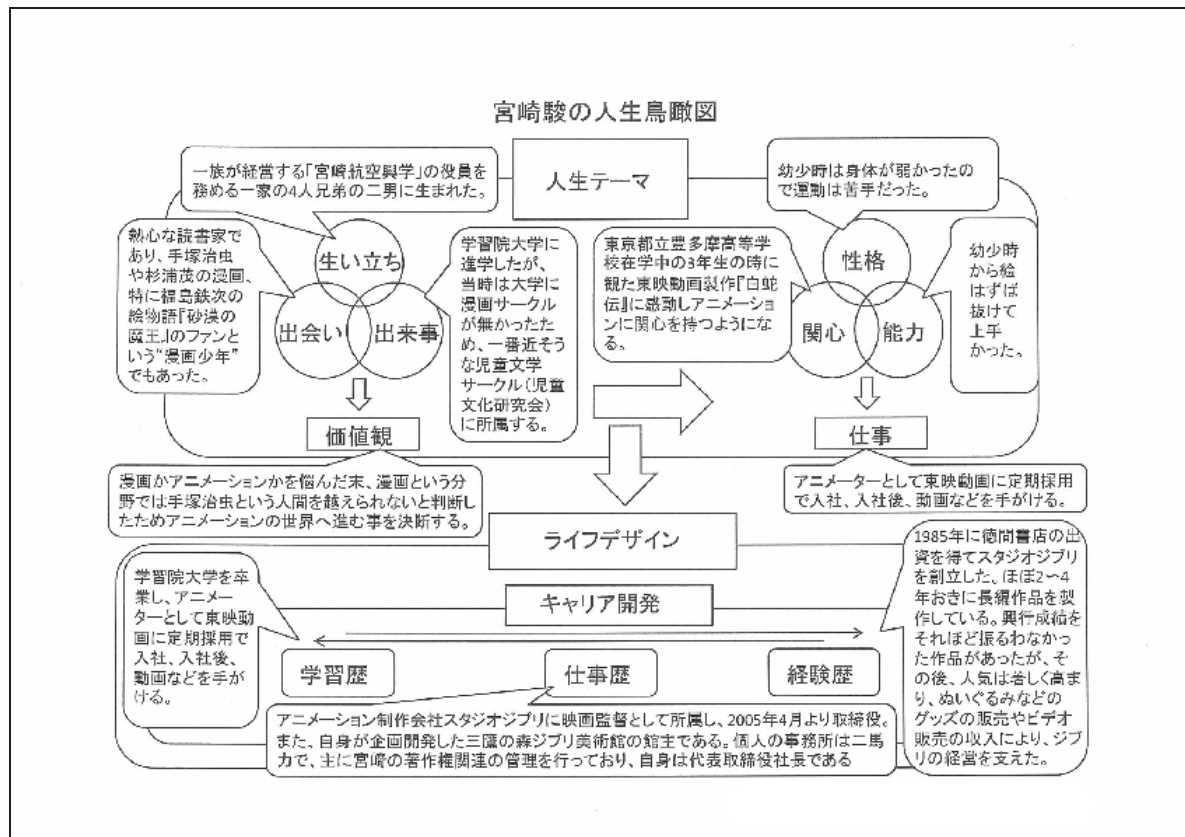 宮崎駿の人生鳥瞰図
人生テーマ
一族が経営する「宮崎航空興学」の役員を
務める一家の4人兄弟の二男に生まれた。
熱心な読書家で
あり、手塚治虫
や杉浦茂の漫画、
特に福島鉄次の
絵物語『砂漠の
魔王』のファンと
いう“漫画少年”
でもあった。
生い立ち
出会い
出来事
学習院大学に
進学したが、
当時は大学に
漫画サークル
が無かったた
め、一番近そう
な児童文学
サークル（児童
文化研究会）
に所属する。
価値観
漫画かアニメーションかを悩んだ末、漫画という分
野では手塚治虫という人間を越えられないと判断し
たためアニメーションの世界へ進む事を決断する。
幼少時は身体が弱かったの
で運動は苦手だった。
東京都立豊多摩高等学
校在学中の3年生の時に
観た東映動画製作『白蛇
伝』に感動しアニメーショ
ンに関心を持つようにな
る。
性格
関心
能力
幼少時
から絵
はずば
抜けて
上手
かった。
仕事
アニメーターとして東映動画に定期採用
で入社、入社後、動画などを手がける。
ライフデザイン
キャリア開発
学習院大学を卒
業し、アニメー
ターとして東映動
画に定期採用で
入社、入社後、
動画などを手が
ける。
学習歴
仕事歴
経験歴
アニメーション制作会社スタジオジブリに映画監督として所属し、2005年4月より取締役。
また、自身が企画開発した三鷹の森ジブリ美術館の館主である。個人の事務所は二馬
力で、主に宮崎の著作権関連の管理を行っており、自身は代表取締役社長である
1985年に徳間書店の出
資を得てスタジオジブリ
を創立した。ほぼ2～4
年おきに長編作品を製
作している。興行成績を
それほど振るわなかっ
た作品があったが、そ
の後、人気は著しく高ま
り、ぬいぐるみなどの
グッズの販売やビデオ
販売の収入により、ジブ
リの経営を支えた。